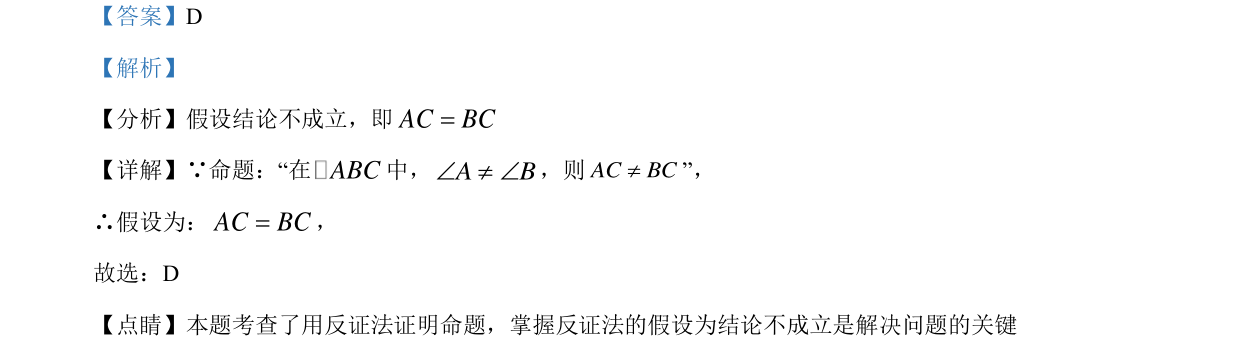 【答案】D
【解析】
【分析】假设结论不成立，即 AC = BC
【详解】∵命题：“在□ABC 中，∠A ≠ ∠B，则 AC ≠ BC”，
∴假设为：AC = BC，
故选：D
【点睛】本题考查了用反证法证明命题，掌握反证法的假设为结论不成立是解决问题的关键